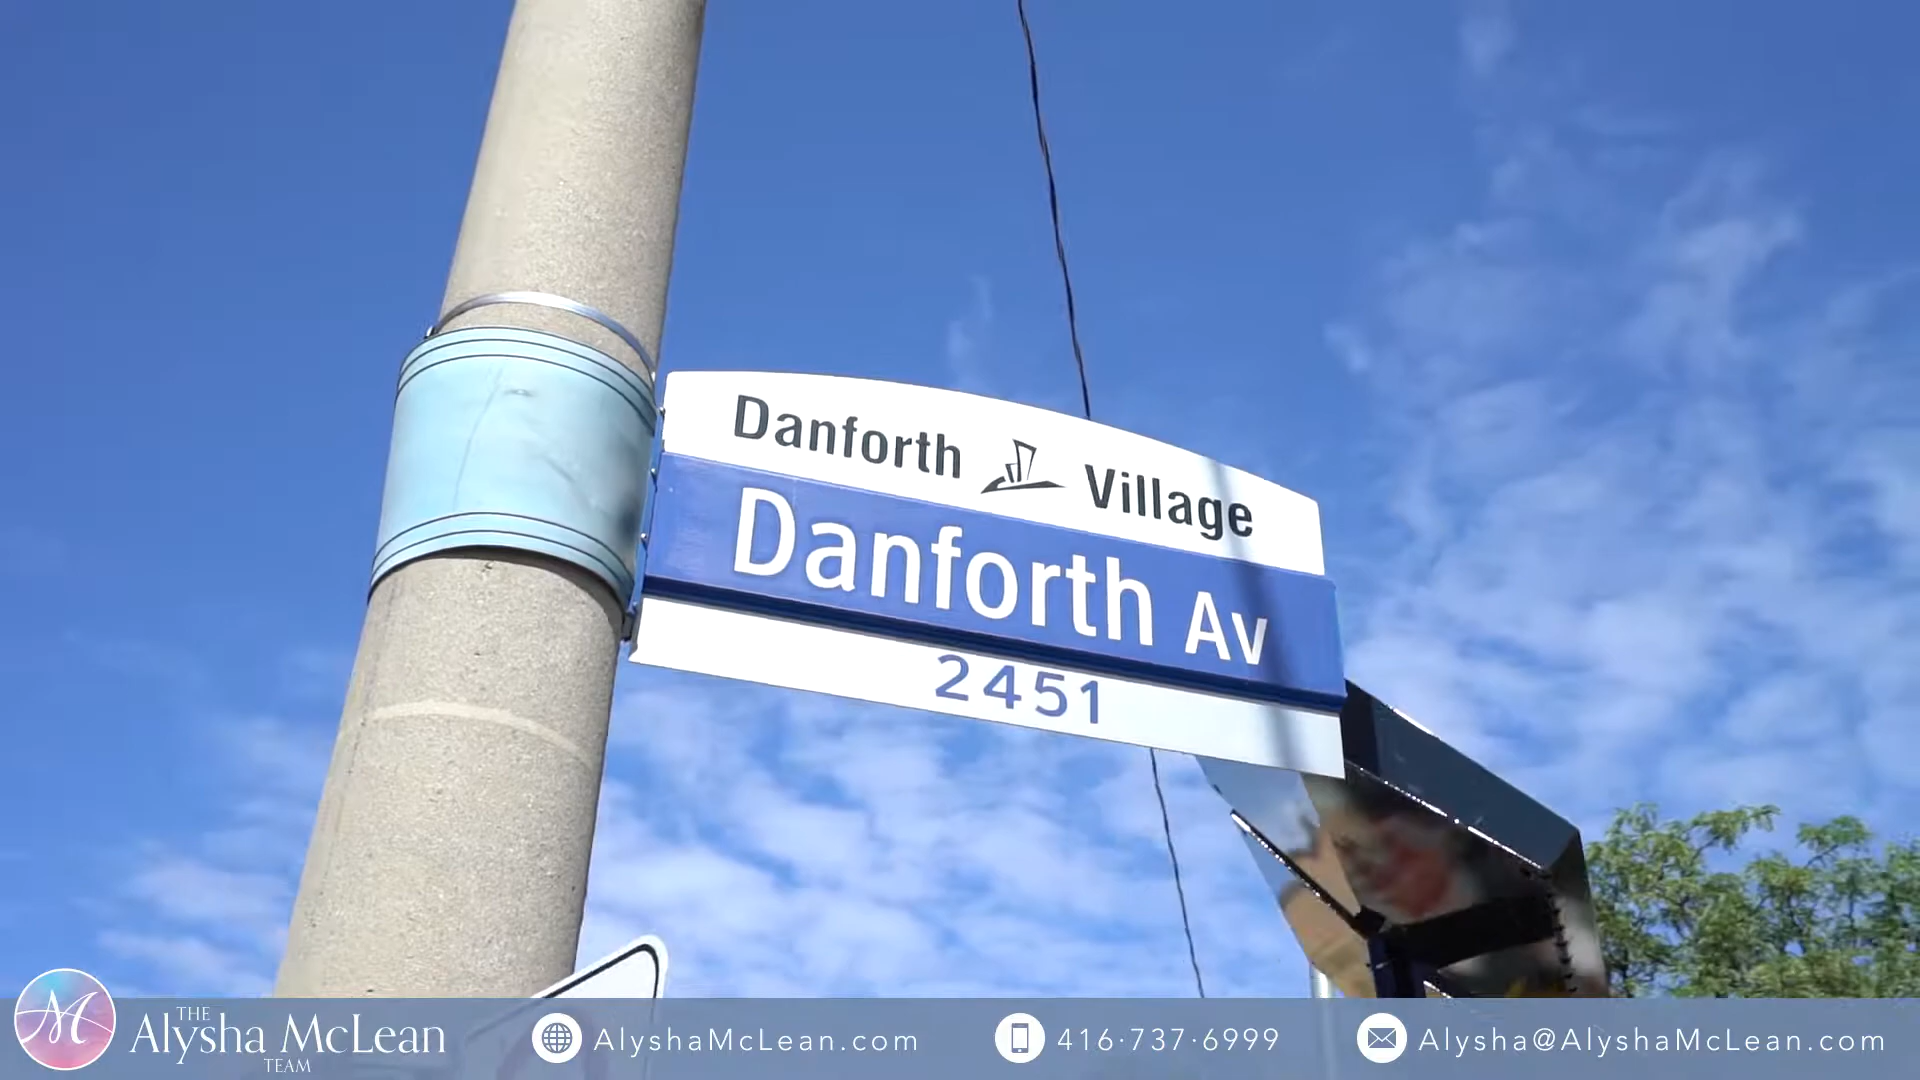 Danforth Village
Danforth Av
2451
THE
Alysha McLean
TEAM
AlyshaMcLean.com
416·737·6999
Alysha@AlyshaMcLean.com